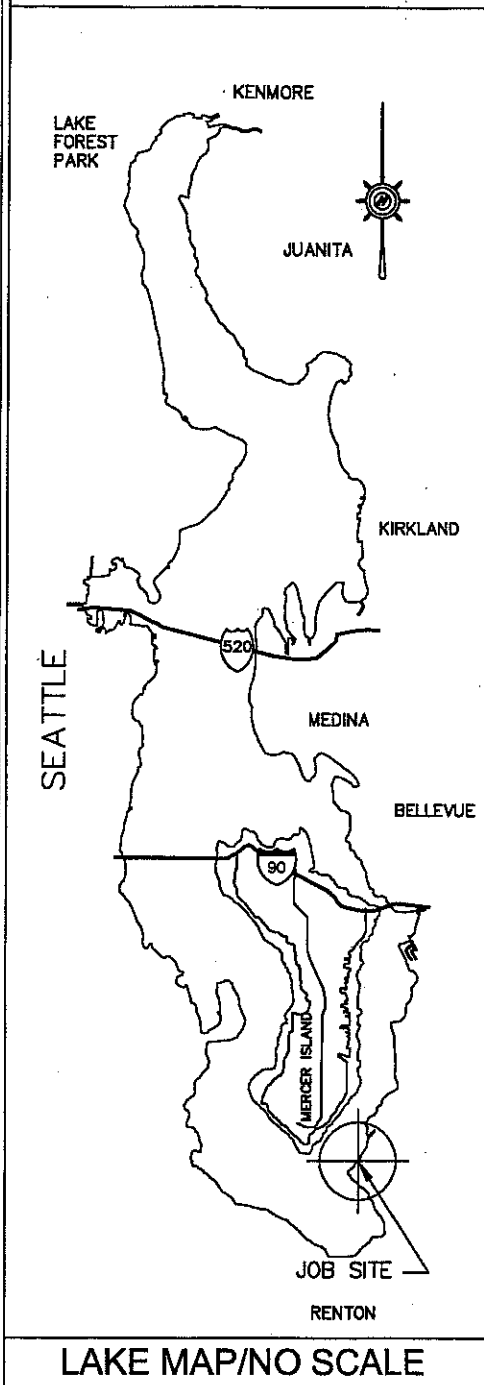 KENMORE
LAKE
FOREST
PARK
N
JUANITA
KIRKLAND
520
SEATTLE
MEDINA
BELLEVUE
90
MERCER ISLAND
JOB SITE
RENTON
LAKE MAP/NO SCALE